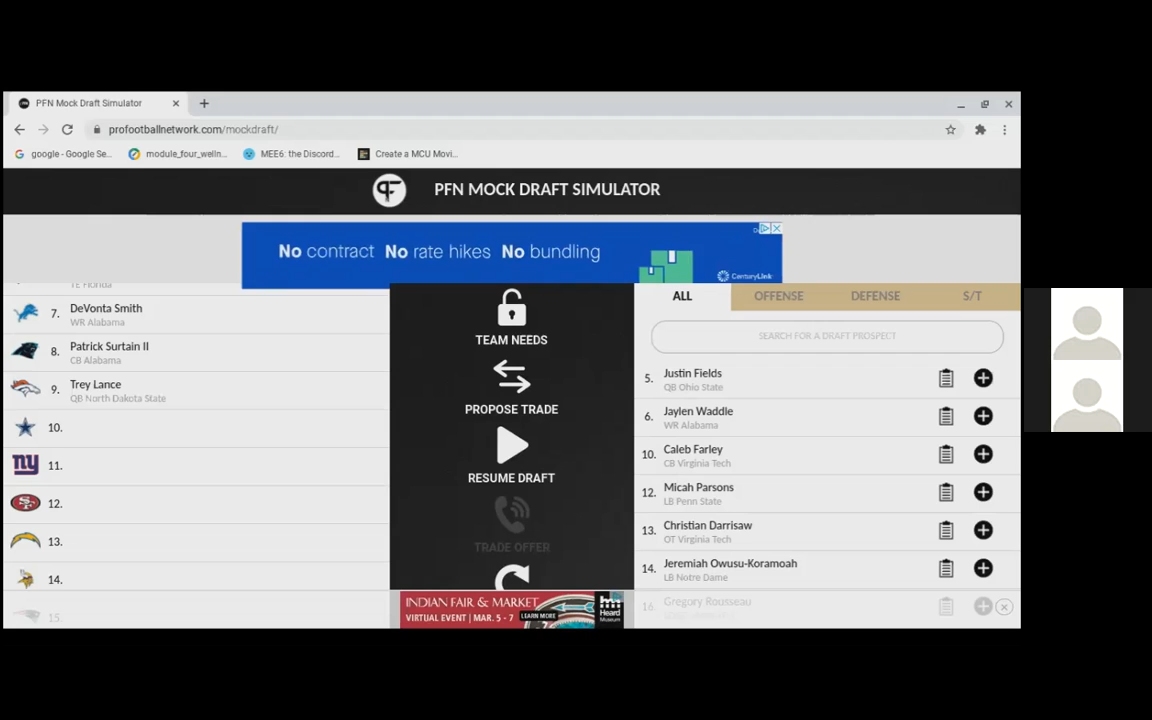 PFN Mock Draft Simulator
profootballnetwork.com/mockdraft/
google - Google Se...
module_four_welln...
MEE6: the Discord...
Create a MCU Movi...
PFN MOCK DRAFT SIMULATOR
No contract No rate hikes No bundling
CenturyLink
TE Florida
7. DeVonta Smith
WR Alabama
8. Patrick Surtain II
CB Alabama
9. Trey Lance
QB North Dakota State
10.
11.
ny
12.
13.
14.
15.
TEAM NEEDS
PROPOSE TRADE
RESUME DRAFT
TRADE OFFER
INDIAN FAIR & MARKET
VIRTUAL EVENT | MAR. 5 - 7
LEARN MORE
Heard
Museum
ALL OFFENSE DEFENSE S/T
SEARCH FOR A DRAFT PROSPECT
5. Justin Fields
QB Ohio State
6. Jaylen Waddle
WR Alabama
10. Caleb Farley
CB Virginia Tech
12. Micah Parsons
LB Penn State
13. Christian Darrisaw
OT Virginia Tech
14. Jeremiah Owusu-Koramoah
LB Notre Dame
16. Gregory Rousseau